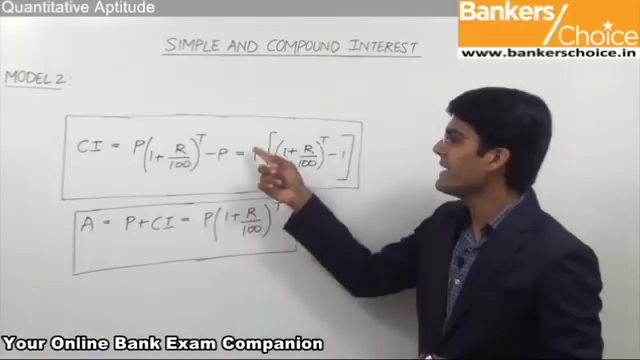 Quantitative Aptitude
Bankers
Choice
www.bankerschoice.in
SIMPLE AND COMPOUND INTEREST
MODEL 2:
CI = P(1+R/100)^T - P = [(1+R/100)^T - 1]
A = P+CI = P(1+R/100)^T
Your Online Bank Exam Companion